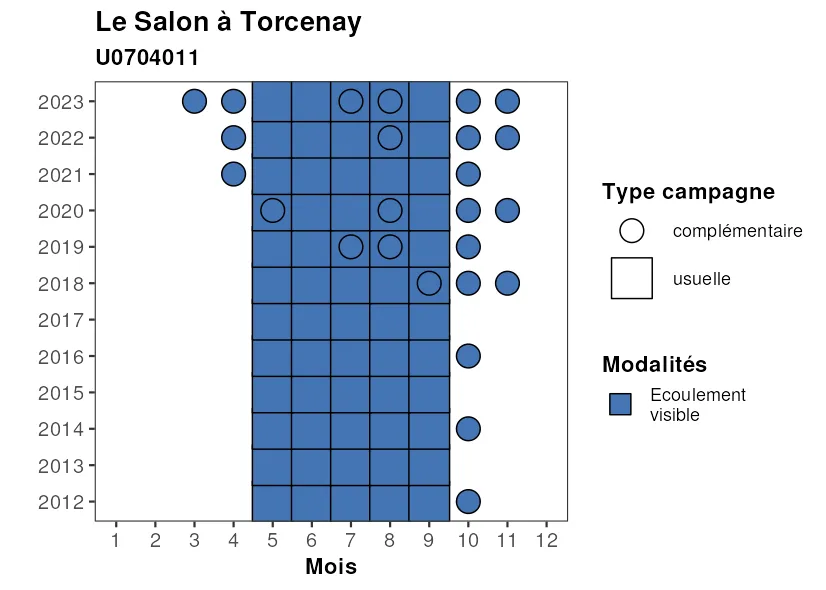 Le Salon à Torcenay
U0704011
2023
2022
2021
2020
2019
2018
2017
2016
2015
2014
2013
2012
1 2 3 4 5 6 7 8 9 10 11 12
Mois
Type campagne
complémentaire
usuelle
Modalités
Ecoulement
visible